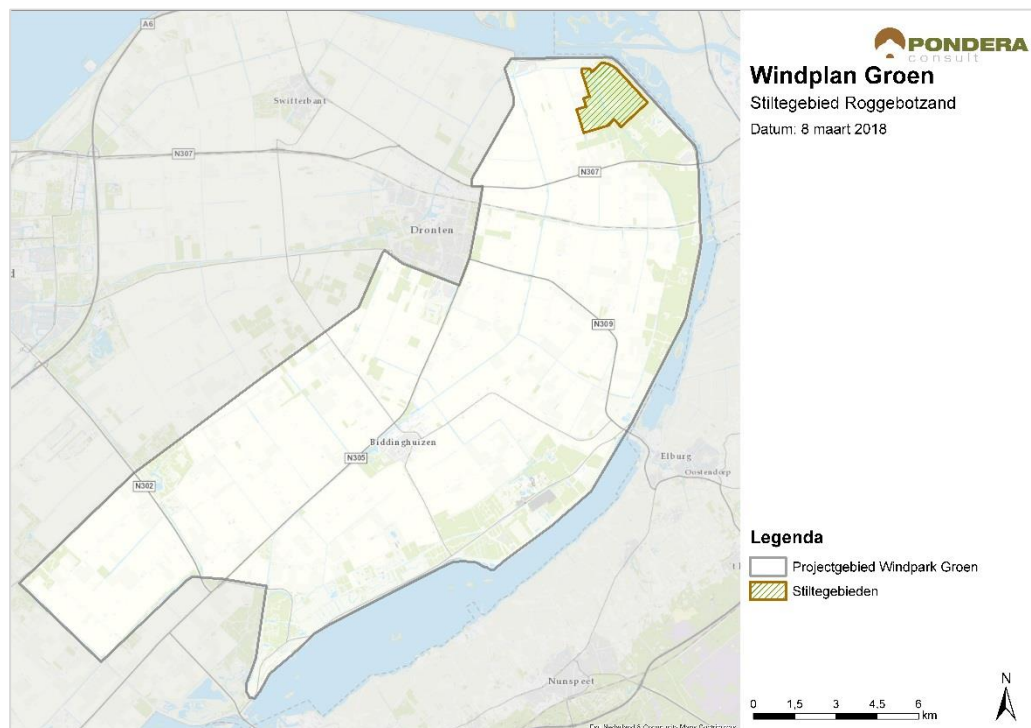 PONDERA
consult
Windplan Groen
Stiltegebied Roggebotzand
Datum: 8 maart 2018
A6
Swifterbant
N307
N307
Dronten
N309
Biddinghuizen
N305
Elburg
Oostendorp
N302
Nunspeet
Legenda
Projectgebied Windpark Groen
Stiltegebieden
N
0 1,5 3 4,5 6
km